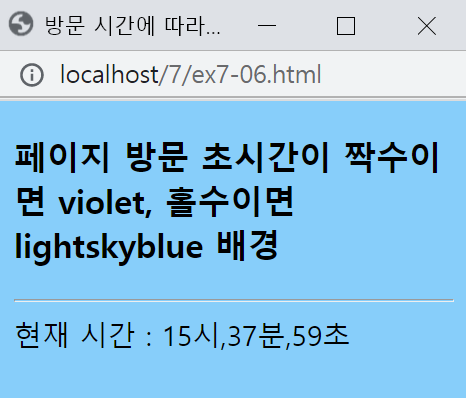 방문 시간에 따라...
localhost/7/ex7-06.html
페이지 방문 초시간이 짝수이
면 violet, 홀수이면
lightskyblue 배경
현재 시간 : 15시,37분,59초